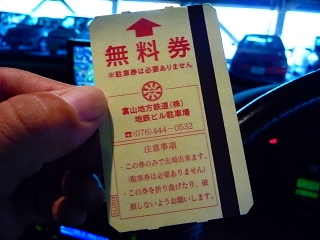 無料券
※駐車券は必要ありません
富山地方鉄道(株)
地鉄ビル駐車場
☎(076)444-0532
注意事項
・この券のみで出場出来ます。
(駐車券は必要ありません)
・この券を折り曲げたり、破
損しないようお願いします。